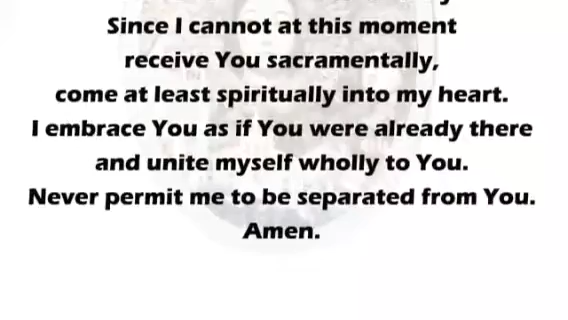 Since I cannot at this moment
receive You sacramentally,
come at least spiritually into my heart.
I embrace You as if You were already there
and unite myself wholly to You.
Never permit me to be separated from You.
Amen.